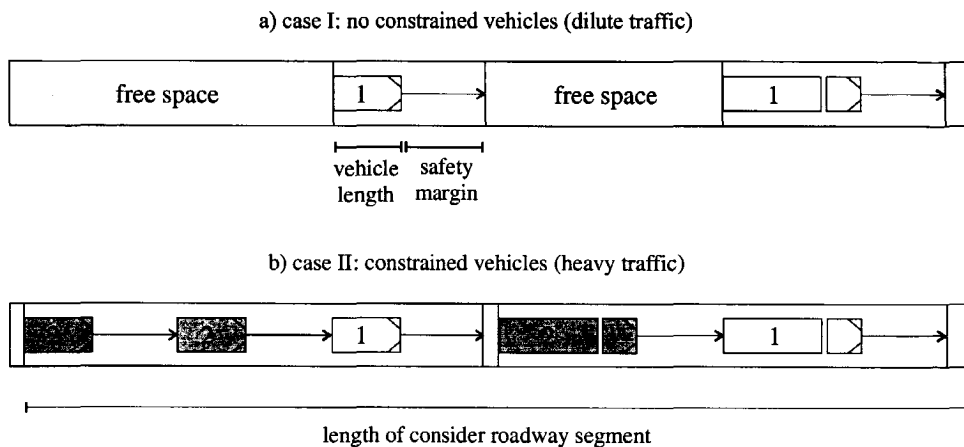 a) case I: no constrained vehicles (dilute traffic)
free space 1 free space 1
vehicle safety
length margin
b) case II: constrained vehicles (heavy traffic)
1 1
length of consider roadway segment